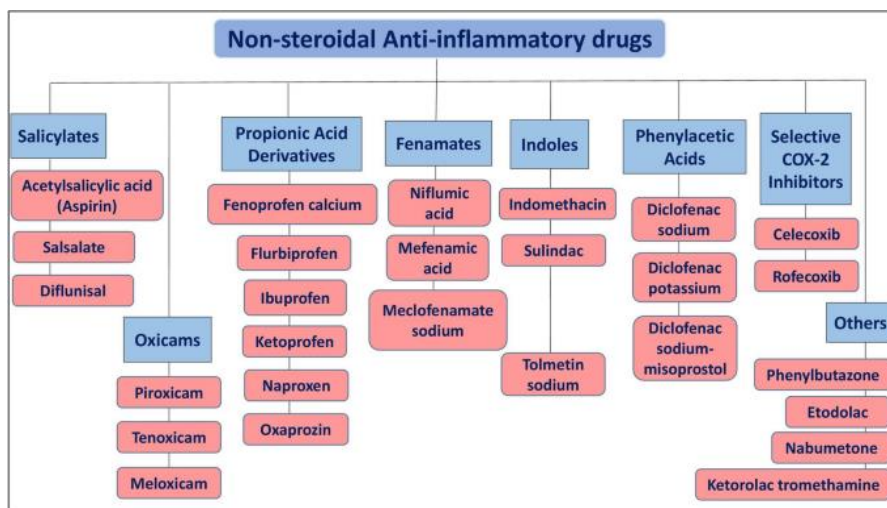 Non-steroidal Anti-inflammatory drugs
Salicylates
Acetylsalicylic acid
(Aspirin)
Salsalate
Diflunisal
Oxicams
Piroxicam
Tenoxicam
Meloxicam
Propionic Acid
Derivatives
Fenoprofen calcium
Flurbiprofen
Ibuprofen
Ketoprofen
Naproxen
Oxaprozin
Fenamates
Niflumic
acid
Mefenamic
acid
Meclofenamate
sodium
Indoles
Indomethacin
Sulindac
Tolmetin
sodium
Phenylacetic
Acids
Diclofenac
sodium
Diclofenac
potassium
Diclofenac
sodium-
misoprostol
Selective
COX-2
Inhibitors
Celecoxib
Rofecoxib
Others
Phenylbutazone
Etodolac
Nabumetone
Ketorolac tromethamine